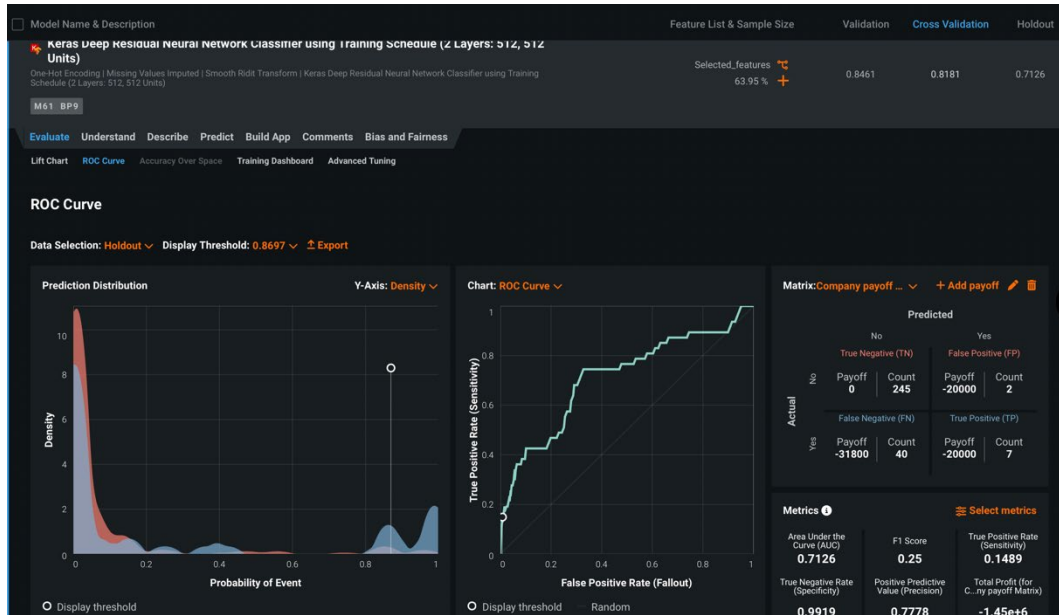 Model Name & Description Feature List & Sample Size Validation Cross Validation Holdout
Keras Deep Residual Neural Network Classifier using Training Schedule (2 Layers: 512, 512
Units)
One-Hot Encoding | Missing Values Imputed | Smooth Ridit Transform | Keras Deep Residual Neural Network Classifier using Training
Schedule (2 Layers: 512, 512 Units)
Selected_features
63.95 % +
0.8461 0.8181 0.7126
M61 BP9
Evaluate Understand Describe Predict Build App Comments Bias and Fairness
Lift Chart ROC Curve Accuracy Over Space Training Dashboard Advanced Tuning
ROC Curve
Data Selection: Holdout Display Threshold: 0.8697 Export
Prediction Distribution Y-Axis: Density
10
8
6
4
2
0
Density
0 0.2 0.4 0.6 0.8 1
Probability of Event
Display threshold
Chart: ROC Curve
1
0.8
0.6
0.4
0.2
0
True Positive Rate (Sensitivity)
0 0.2 0.4 0.6 0.8 1
False Positive Rate (Fallout)
Display threshold Random
Matrix:Company payoff ... + Add payoff
Predicted
No Yes
Actual
True Negative (TN) False Positive (FP)
No
Payoff Count Payoff Count
0 245 -20000 2
False Negative (FN) True Positive (TP)
Yes
Payoff Count Payoff Count
-31800 40 -20000 7
Metrics Select metrics
Area Under the
Curve (AUC)
0.7126
F1 Score
0.25
True Positive Rate
(Sensitivity)
0.1489
True Negative Rate
(Specificity)
0.9919
Positive Predictive
Value (Precision)
0.7778
Total Profit (for
C...ny payoff Matrix)
-1.45e+6